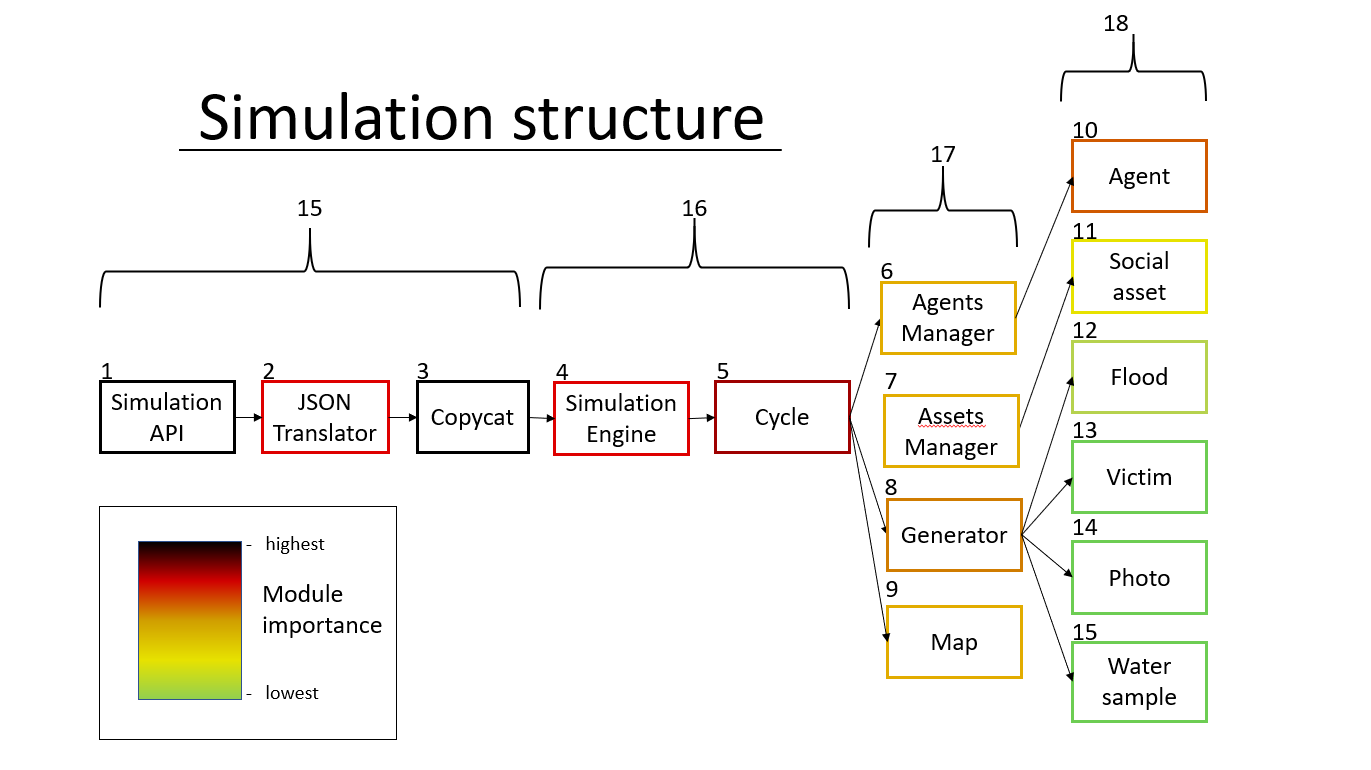 18
Simulation structure
10
Agent
17
15
16
11
Social
asset
6
Agents
Manager
12
Flood
1
Simulation
API
2
JSON
Translator
3
Copycat
4
Simulation
Engine
5
Cycle
7
Assets
Manager
13
Victim
8
Generator
14
Photo
9
Map
15
Water
sample
- highest
Module
importance
- lowest